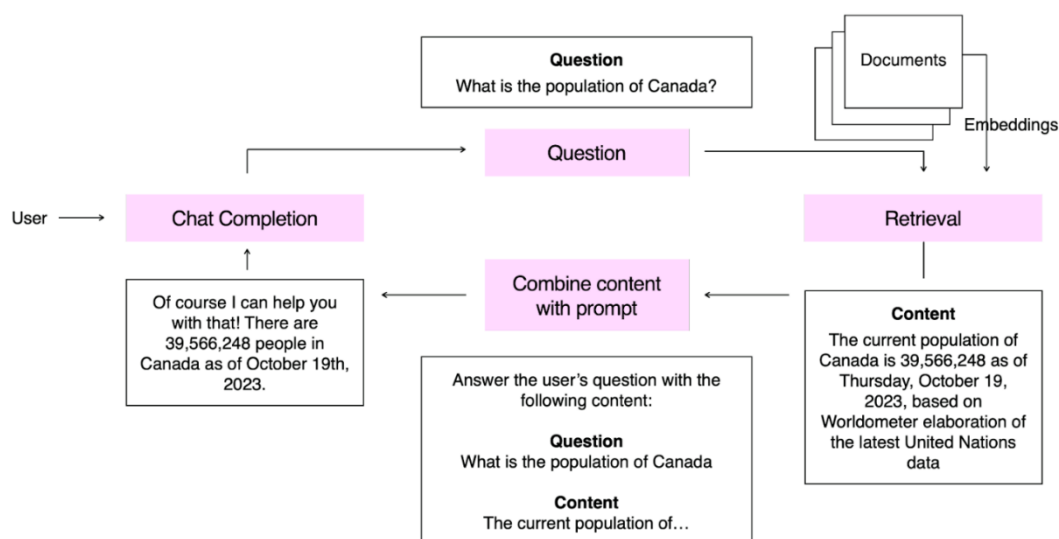 Question
What is the population of Canada?
Documents
Embeddings
Question
User
Chat Completion
Retrieval
Of course I can help you
with that! There are
39,566,248 people in
Canada as of October 19th,
2023.
Combine content
with prompt
Content
The current population of
Canada is 39,566,248 as of
Thursday, October 19,
2023, based on
Worldometer elaboration of
the latest United Nations
data
Answer the user’s question with the
following content:
Question
What is the population of Canada
Content
The current population of…